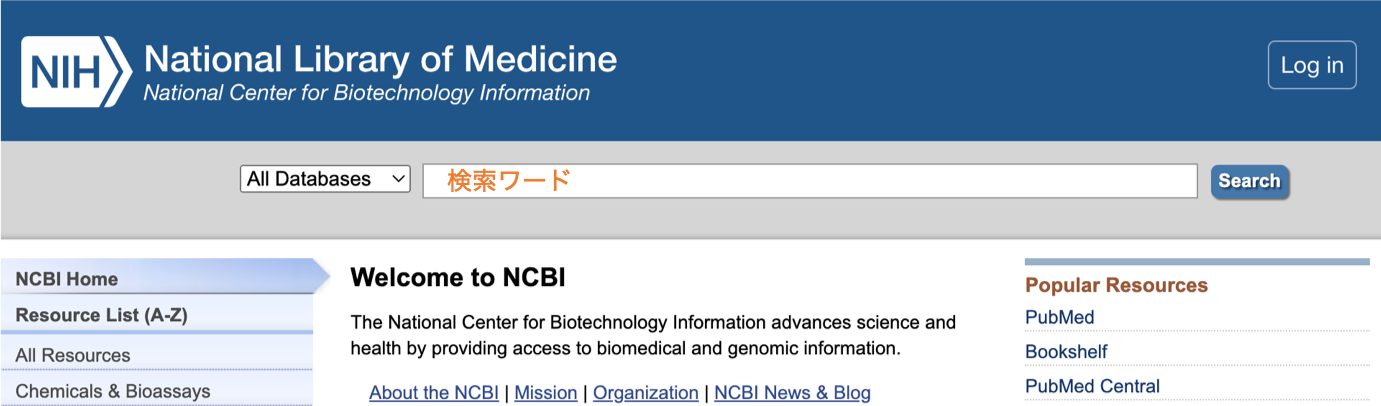 NIH
National Library of Medicine
National Center for Biotechnology Information
Log in
All Databases
検索ワード
Search
NCBI Home
Resource List (A-Z)
All Resources
Chemicals & Bioassays
Welcome to NCBI
The National Center for Biotechnology Information advances science and
health by providing access to biomedical and genomic information.
About the NCBI | Mission | Organization | NCBI News & Blog
Popular Resources
PubMed
Bookshelf
PubMed Central